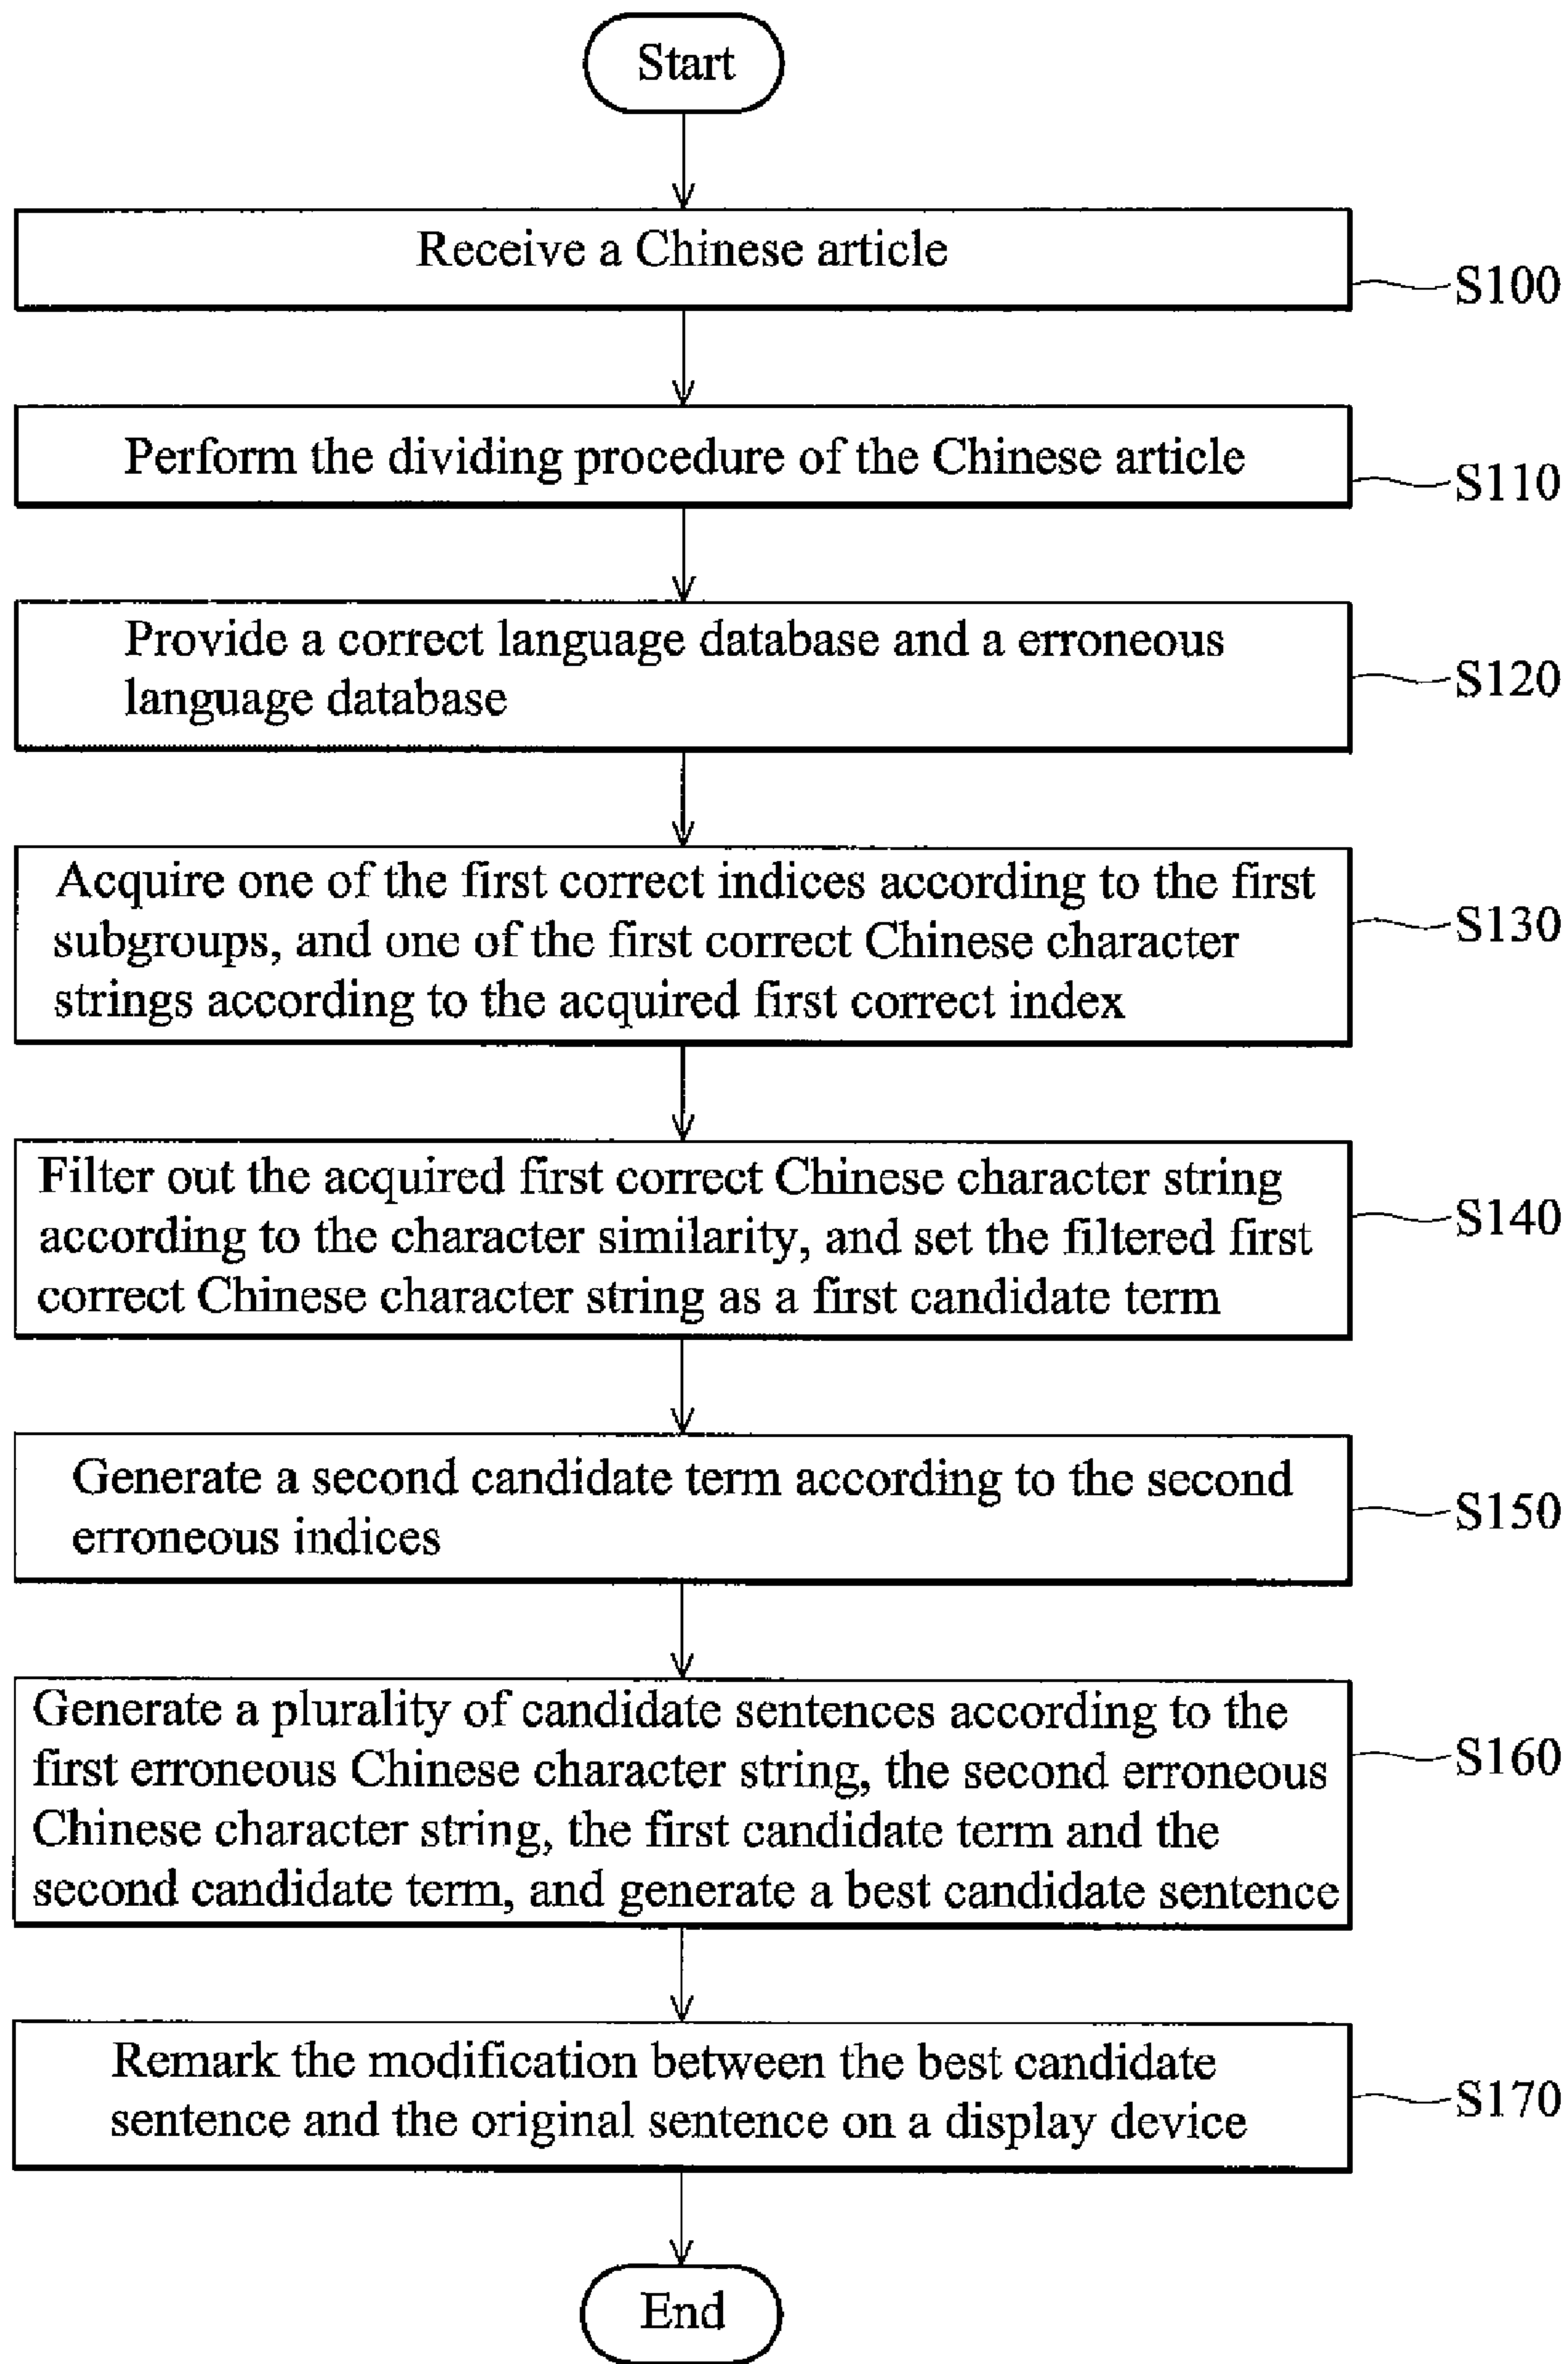 Start
Receive a Chinese article
S100
Perform the dividing procedure of the Chinese article
S110
Provide a correct language database and a erroneous
language database
S120
Acquire one of the first correct indices according to the first
subgroups, and one of the first correct Chinese character
strings according to the acquired first correct index
S130
Filter out the acquired first correct Chinese character string
according to the character similarity, and set the filtered first
correct Chinese character string as a first candidate term
S140
Generate a second candidate term according to the second
erroneous indices
S150
Generate a plurality of candidate sentences according to the
first erroneous Chinese character string, the second erroneous
Chinese character string, the first candidate term and the
second candidate term, and generate a best candidate sentence
S160
Remark the modification between the best candidate
sentence and the original sentence on a display device
S170
End